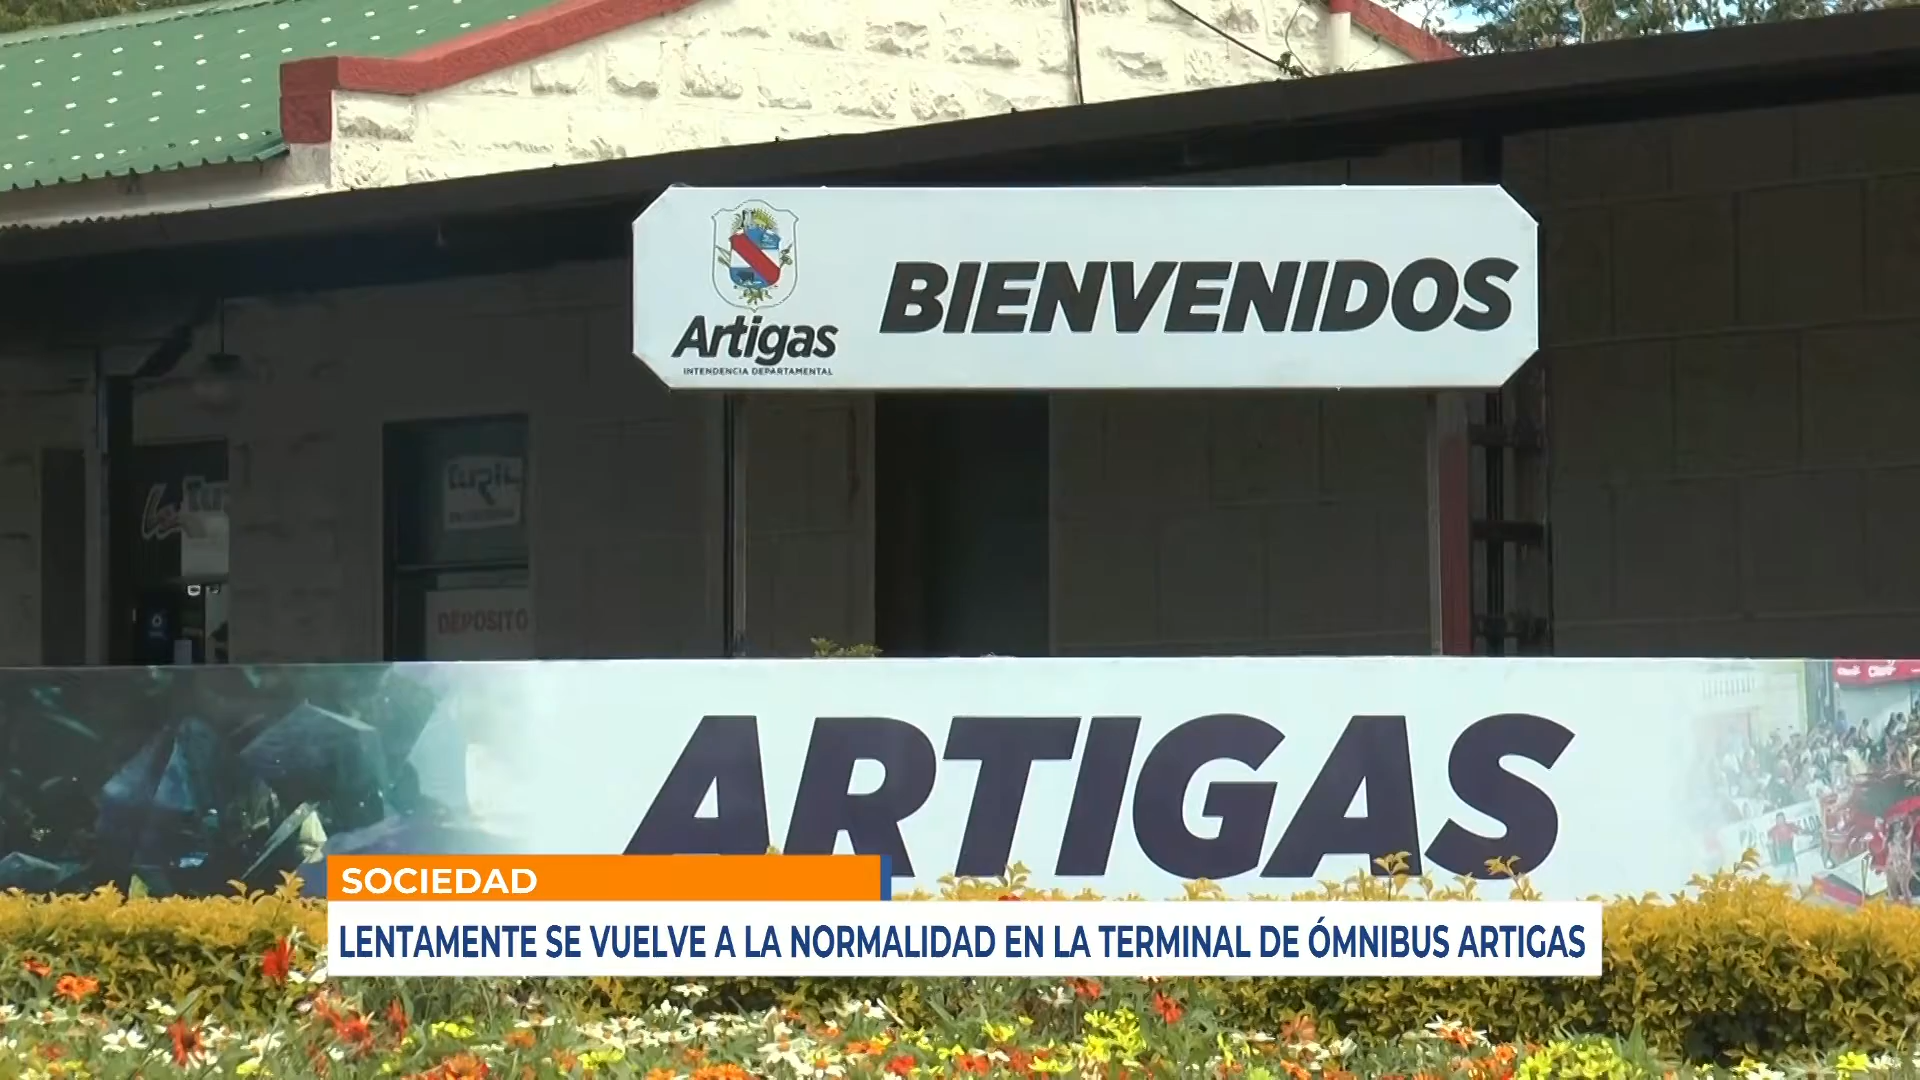 Artigas
INTENDENCIA DEPARTAMENTAL
BIENVENIDOS
DEPOSITO
ARTIGAS
SOCIEDAD
LENTAMENTE SE VUELVE A LA NORMALIDAD EN LA TERMINAL DE ÓMNIBUS ARTIGAS